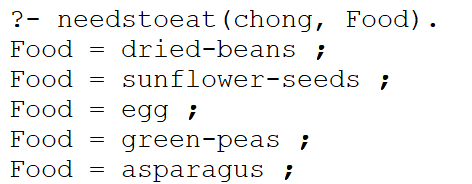 ?- needstoeat(chong, Food).
Food = dried-beans ;
Food = sunflower-seeds ;
Food = egg ;
Food = green-peas ;
Food = asparagus ;